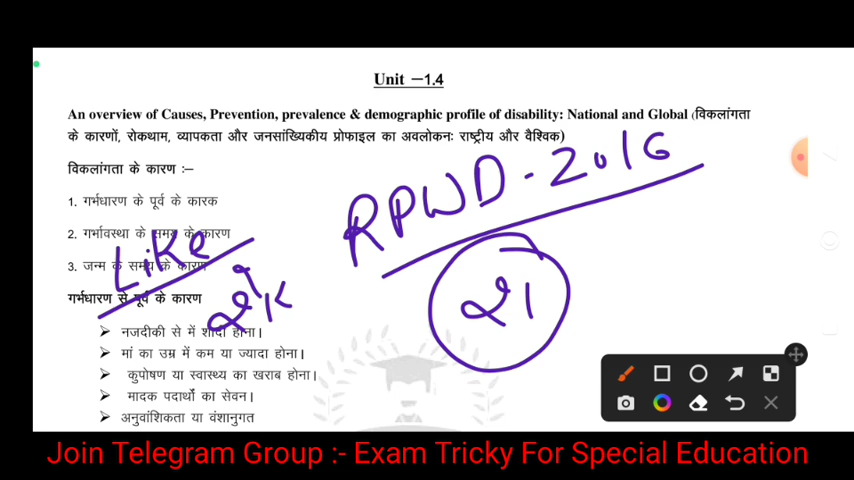 Unit –1.4
An overview of Causes, Prevention, prevalence & demographic profile of disability: National and Global (विकलांगता
के कारणों, रोकथाम, व्यापकता और जनसांख्यिकीय प्रोफाइल का अवलोकनः राष्ट्रीय और वैश्विक)
विकलांगता के कारण :–
RPWD-2016
1. गर्भधारण के पूर्व के कारक
2. गर्भावस्था के समय के कारण
Like
3. जन्म के समय के कारण
गर्भधारण से पूर्व के कारण
21
➢ नजदीकी से में शादी होना।
➢ मां का उम्र में कम या ज्यादा होना।
➢ कुपोषण या स्वास्थ्य का खराब होना।
➢ मादक पदार्थों का सेवन।
➢ अनुवांशिकता या वंशानुगत
Join Telegram Group :- Exam Tricky For Special Education